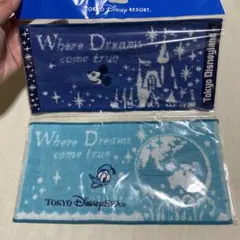 TOKYO Disney RESORT.
Where Dreams
come true
Tokyo Disneyland
Where Dreams
come true
TOKYO DisneySEA